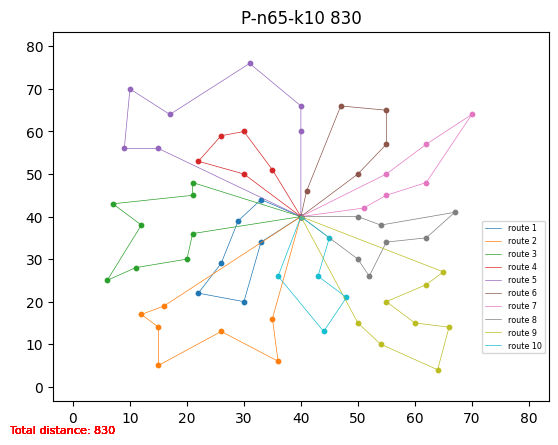 P-n65-k10 830
80
70
60
50
40
30
20
10
0
0 10 20 30 40 50 60 70 80
route 1
route 2
route 3
route 4
route 5
route 6
route 7
route 8
route 9
route 10
Total distance: 830